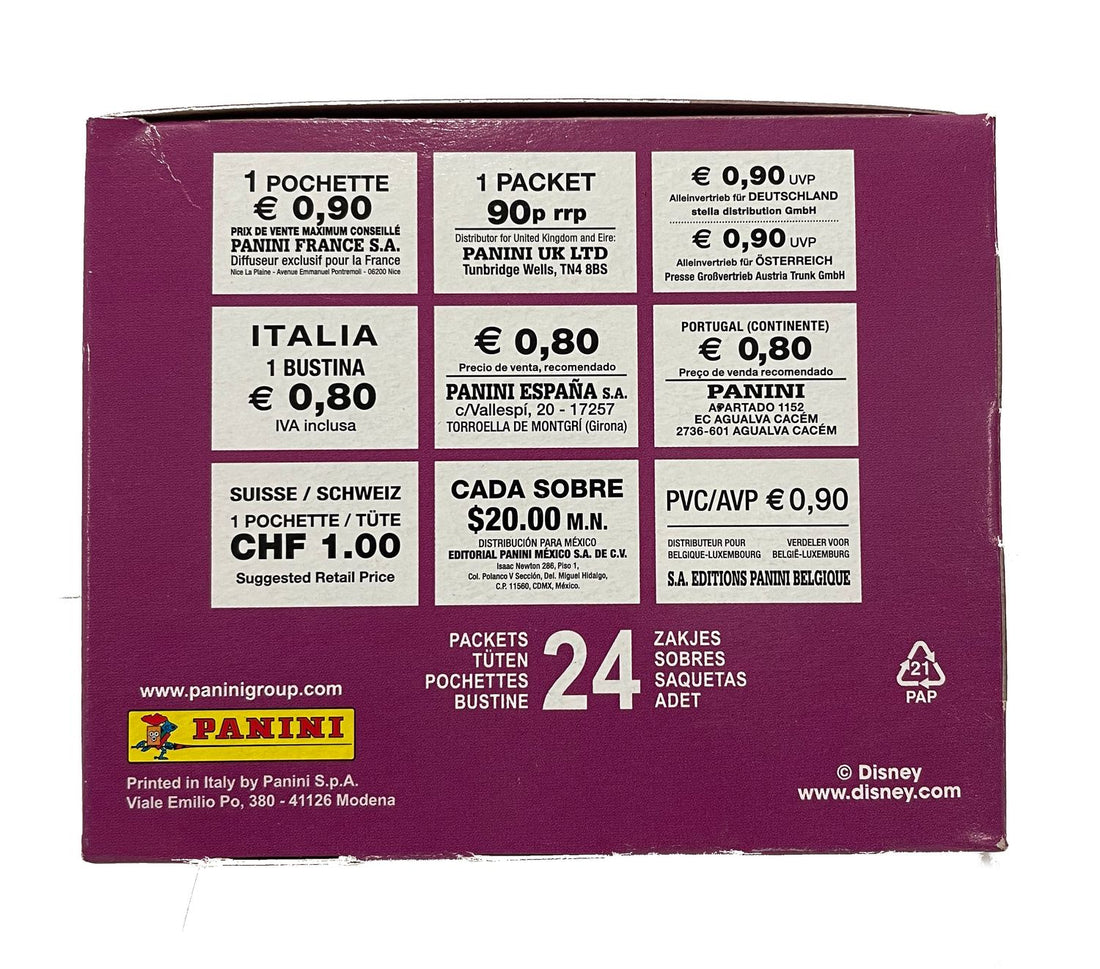 1 POCHETTE
€ 0,90
PRIX DE VENTE MAXIMUM CONSEILLÉ
PANINI FRANCE S.A.
Diffuseur exclusif pour la France
Nice La Plaine - Avenue Emmanuel Pontremoli - 06200 Nice
1 PACKET
90p rrp
Distributor for United Kingdom and Eire:
PANINI UK LTD
Tunbridge Wells, TN4 8BS
€ 0,90 UVP
Alleinvertrieb für DEUTSCHLAND
stella distribution GmbH
€ 0,90 UVP
Alleinvertrieb für ÖSTERREICH
Presse Großvertrieb Austria Trunk GmbH
ITALIA
1 BUSTINA
€ 0,80
IVA inclusa
€ 0,80
Precio de venta, recomendado
PANINI ESPAÑA S.A.
c/Vallespí, 20 - 17257
TORROELLA DE MONTGRÍ (Girona)
PORTUGAL (CONTINENTE)
€ 0,80
Preço de venda recomendado
PANINI
APARTADO 1152
EC AGUALVA CACÉM
2736-601 AGUALVA CACÉM
SUISSE / SCHWEIZ
1 POCHETTE / TÜTE
CHF 1.00
Suggested Retail Price
CADA SOBRE
$20.00 M.N.
DISTRIBUCIÓN PARA MÉXICO
EDITORIAL PANINI MÉXICO S.A. DE C.V.
Isaac Newton 286, Piso 1,
Col. Polanco V Sección, Del. Miguel Hidalgo,
C.P. 11560, CDMX, México.
PVC/AVP € 0,90
DISTRIBUTEUR POUR
BELGIQUE-LUXEMBOURG
VERDELER VOOR
BELGIË-LUXEMBURG
S.A. EDITIONS PANINI BELGIQUE
PACKETS
TÜTEN
POCHETTES
BUSTINE
24
ZAKJES
SOBRES
SAQUETAS
ADET
21
PAP
www.paninigroup.com
PANINI
Printed in Italy by Panini S.p.A.
Viale Emilio Po, 380 - 41126 Modena
© Disney
www.disney.com